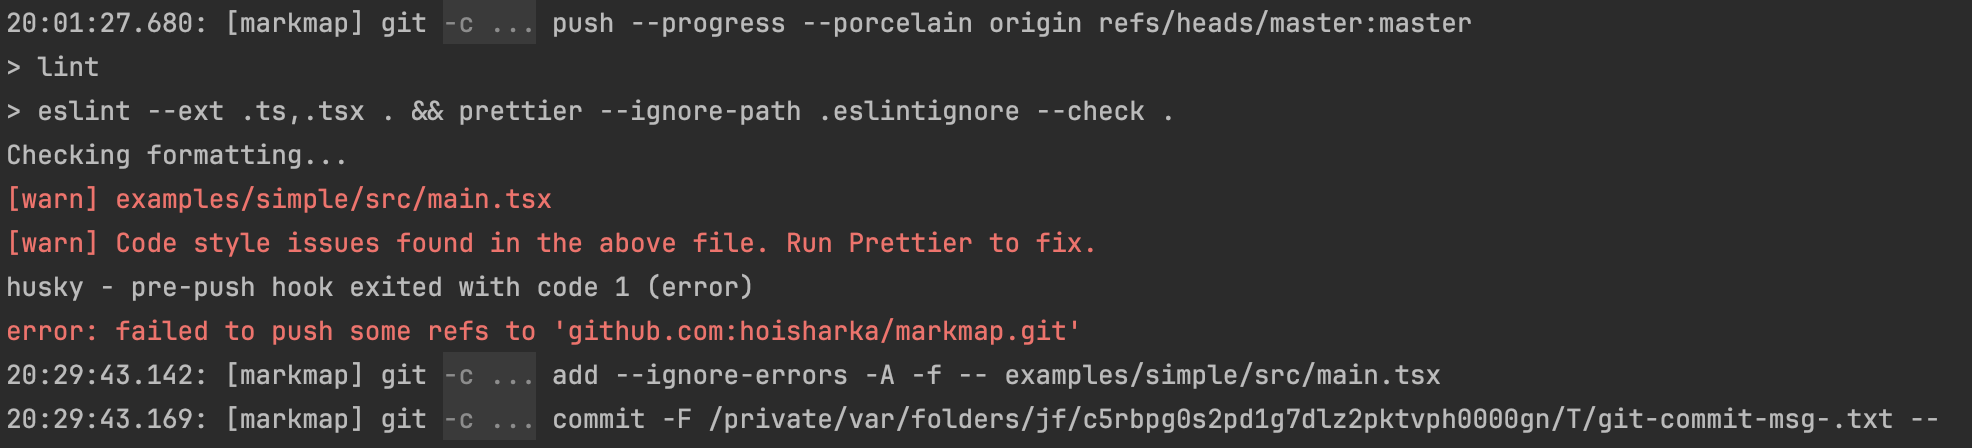 20:01:27.680: [markmap] git -c ... push --progress --porcelain origin refs/heads/master:master
> lint
> eslint --ext .ts,.tsx . && prettier --ignore-path .eslintignore --check .
Checking formatting...
[warn] examples/simple/src/main.tsx
[warn] Code style issues found in the above file. Run Prettier to fix.
husky - pre-push hook exited with code 1 (error)
error: failed to push some refs to 'github.com:hoisharka/markmap.git'
20:29:43.142: [markmap] git -c ... add --ignore-errors -A -f -- examples/simple/src/main.tsx
20:29:43.169: [markmap] git -c ... commit -F /private/var/folders/jf/c5rbpg0s2pd1g7dlz2pktvph0000gn/T/git-commit-msg-.txt --